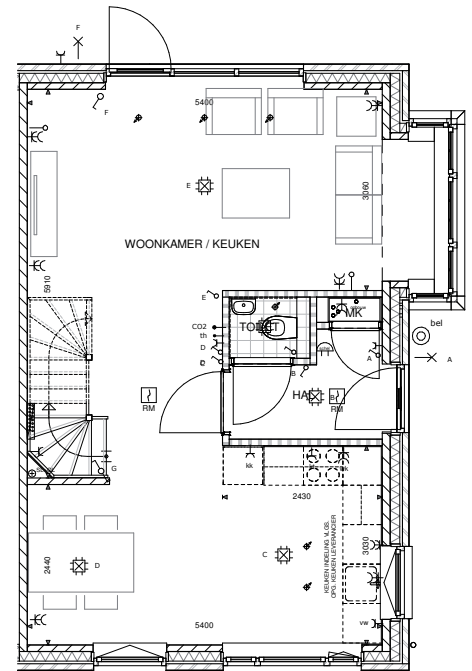 F
F
5400
E
3060
WOONKAMER / KEUKEN
5910
E
MK
bel
CO2
TOILET
th
D
A
A
B
HAL
B
RM
RM
kk
G
2430
KEUKEN INDELING V.LGS.
OPG. KEUKEN LEVERANCIER
3030
C
2440
D
5400
vw